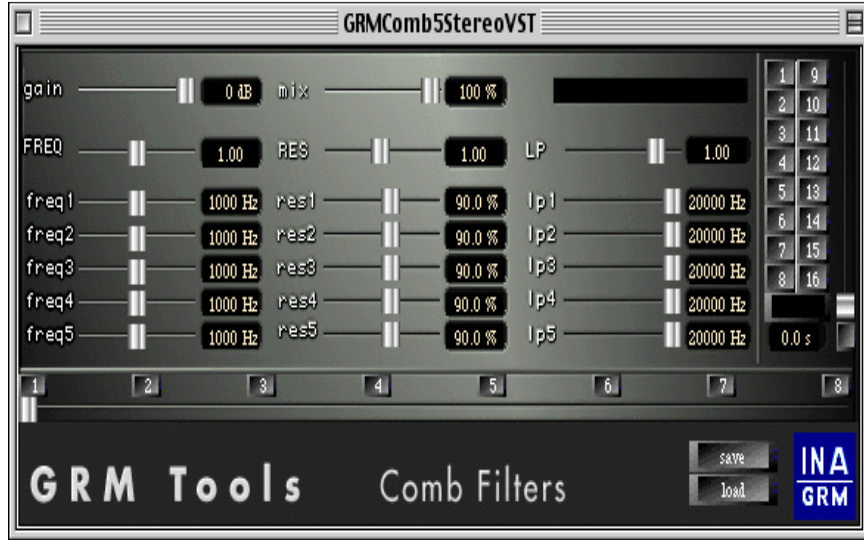 GRMComb5StereoVST
gain 0 dB mix 100 % 1 9
2 10
FREQ 1.00 RES 1.00 LP 1.00 3 11
4 12
freq1 1000 Hz res1 90.0 % lp1 20000 Hz 5 13
freq2 1000 Hz res2 90.0 % lp2 20000 Hz 6 14
freq3 1000 Hz res3 90.0 % lp3 20000 Hz 7 15
8 16
freq4 1000 Hz res4 90.0 % lp4 20000 Hz
freq5 1000 Hz res5 90.0 % lp5 20000 Hz 0.0 s
1 2 3 4 5 6 7 8
save
load
GRM Tools Comb Filters
INA
GRM